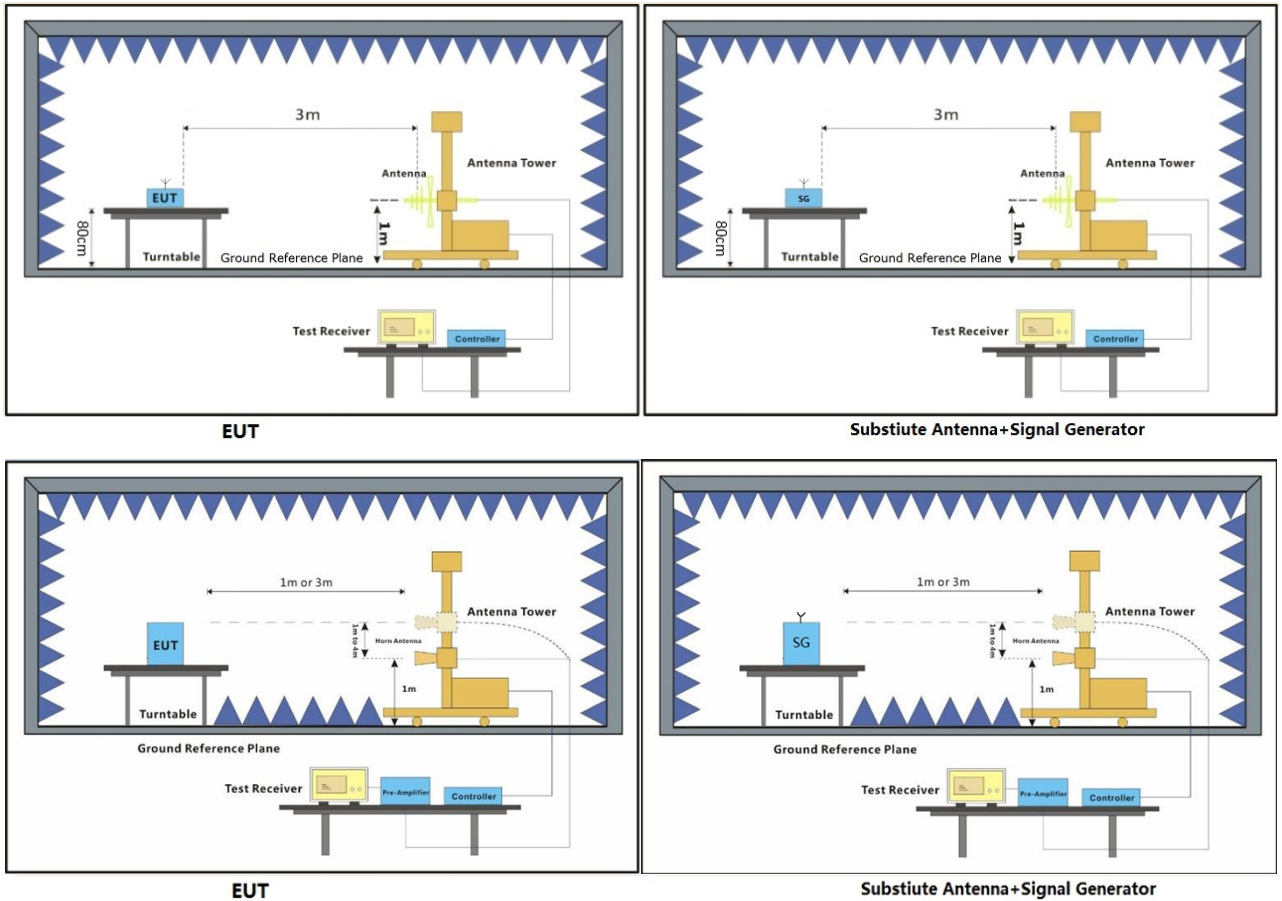 3m
Antenna
Antenna Tower
EUT
80cm
1m
Turntable
Ground Reference Plane
Test Receiver
Controller
EUT
3m
Antenna
Antenna Tower
SG
80cm
1m
Turntable
Ground Reference Plane
Test Receiver
Controller
Substiute Antenna+Signal Generator
1m or 3m
Antenna Tower
1m to 4m
Horn Antenna
EUT
1m
Turntable
Ground Reference Plane
Test Receiver
Pre-Amplifier
Controller
EUT
1m or 3m
Antenna Tower
1m to 4m
Horn Antenna
SG
1m
Turntable
Ground Reference Plane
Test Receiver
Pre-Amplifier
Controller
Substiute Antenna+Signal Generator